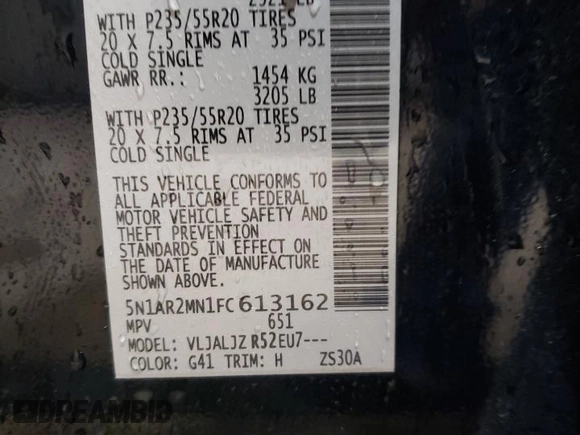 WITH P235/55R20 TIRES
20 X 7.5 RIMS AT 35 PSI
COLD SINGLE
GAWR RR.: 1454 KG
3205 LB
WITH P235/55R20 TIRES
20 X 7.5 RIMS AT 35 PSI
COLD SINGLE
THIS VEHICLE CONFORMS TO
ALL APPLICABLE FEDERAL
MOTOR VEHICLE SAFETY AND
THEFT PREVENTION
STANDARDS IN EFFECT ON
THE DATE OF MANUFACTURE
SHOWN ABOVE.
5N1AR2MN1FC613162
MPV 651
MODEL: VLJALJZ R52EU7---
COLOR: G41 TRIM: H ZS30A
DREAMBID